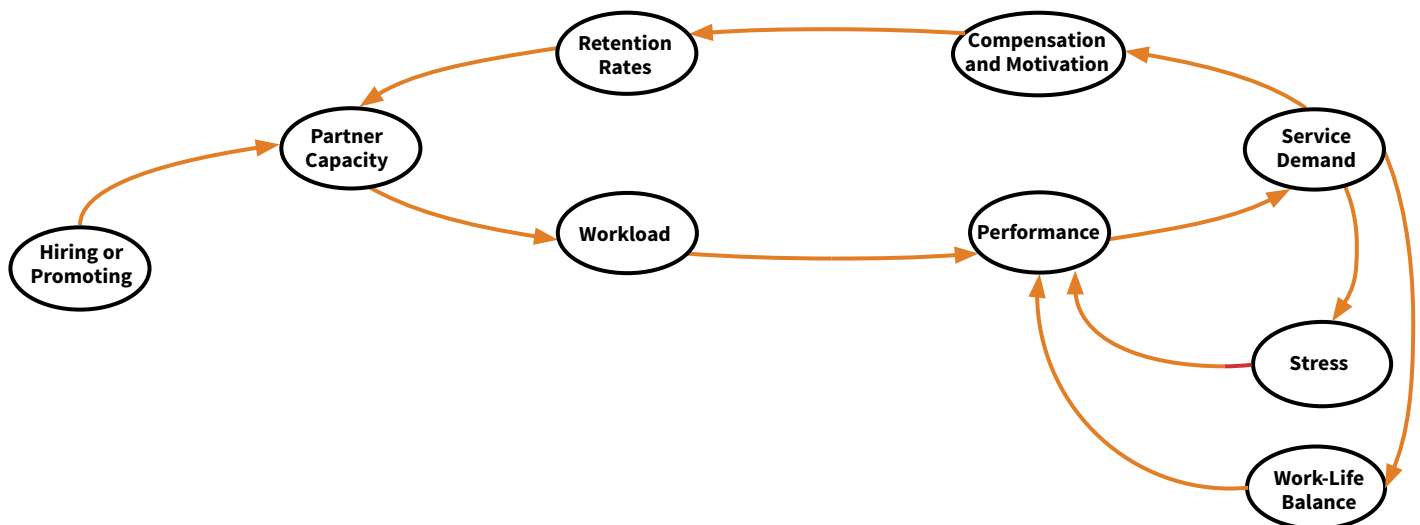 Retention
Rates
Compensation
and Motivation
Partner
Capacity
Service
Demand
Workload
Performance
Hiring or
Promoting
Stress
Work-Life
Balance